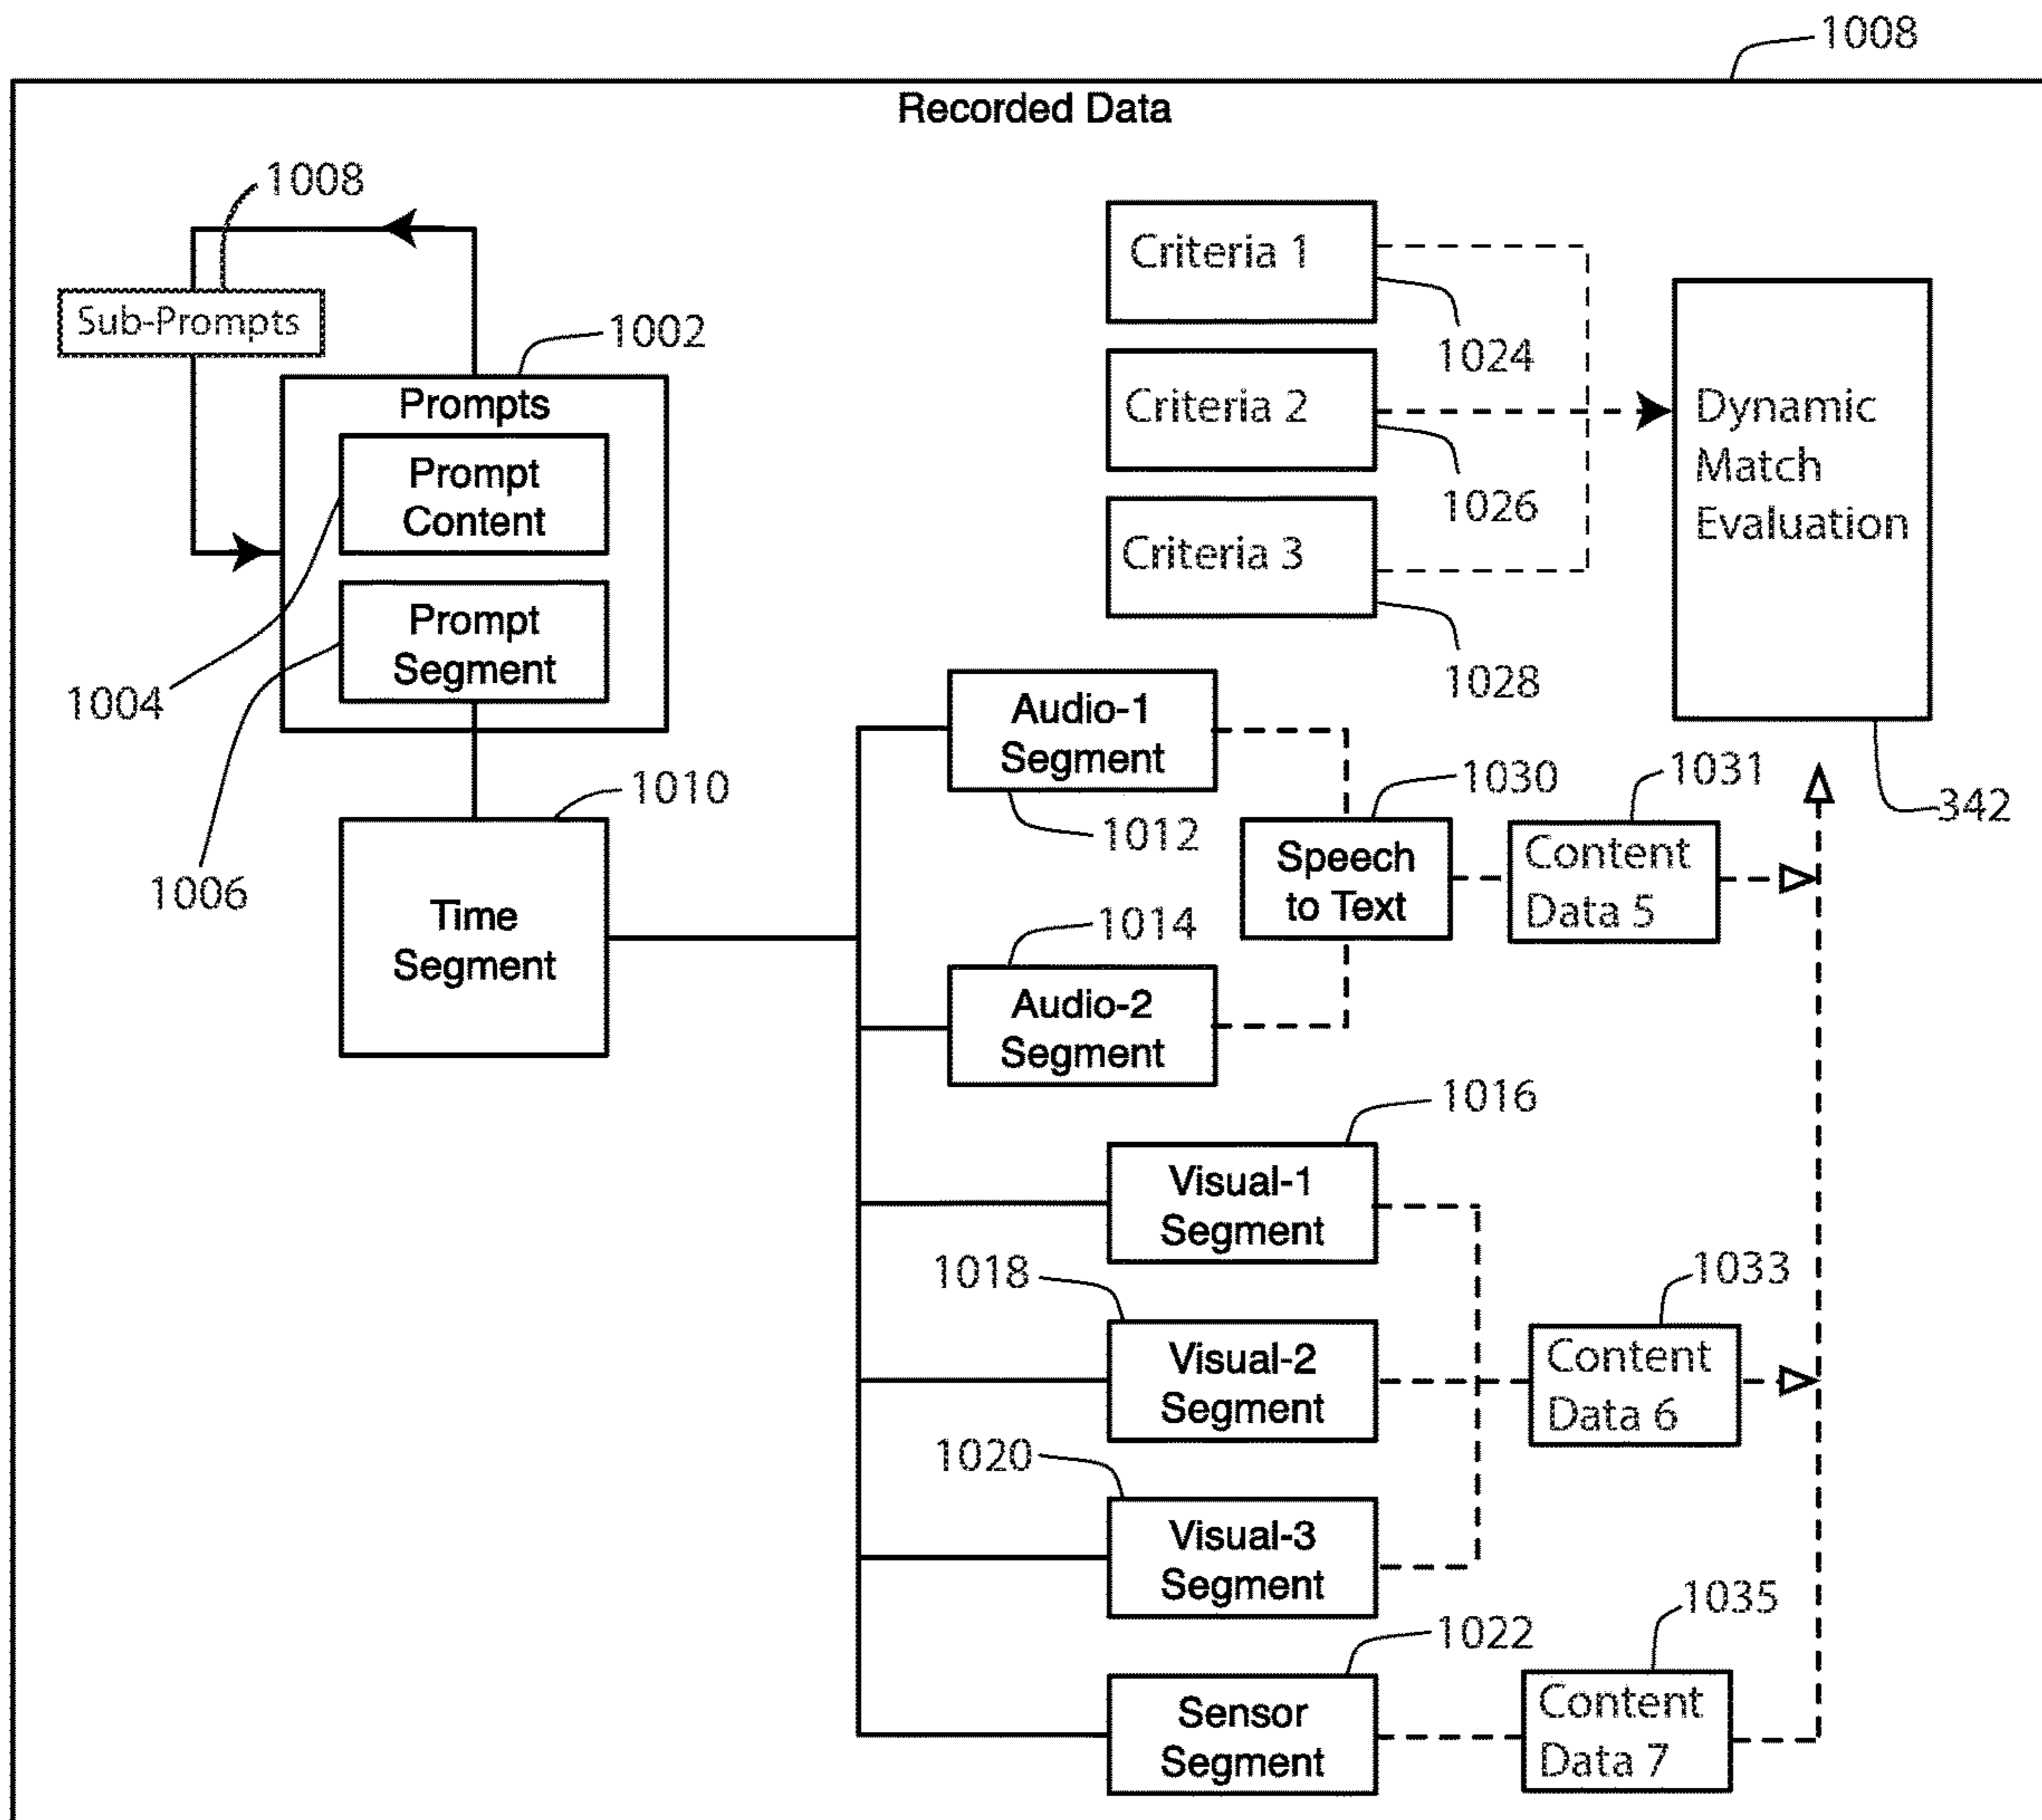 1008
Recorded Data
1008
Sub-Prompts
1002
Prompts
Prompt
Content
Prompt
Segment
1004
1006
1010
Time
Segment
Criteria 1
1024
Criteria 2
1026
Criteria 3
1028
Dynamic
Match
Evaluation
342
Audio-1
Segment
1012
1030
Speech
to Text
1031
Content
Data 5
1014
Audio-2
Segment
1016
Visual-1
Segment
1018
Visual-2
Segment
1033
Content
Data 6
1020
Visual-3
Segment
1022
Sensor
Segment
1035
Content
Data 7